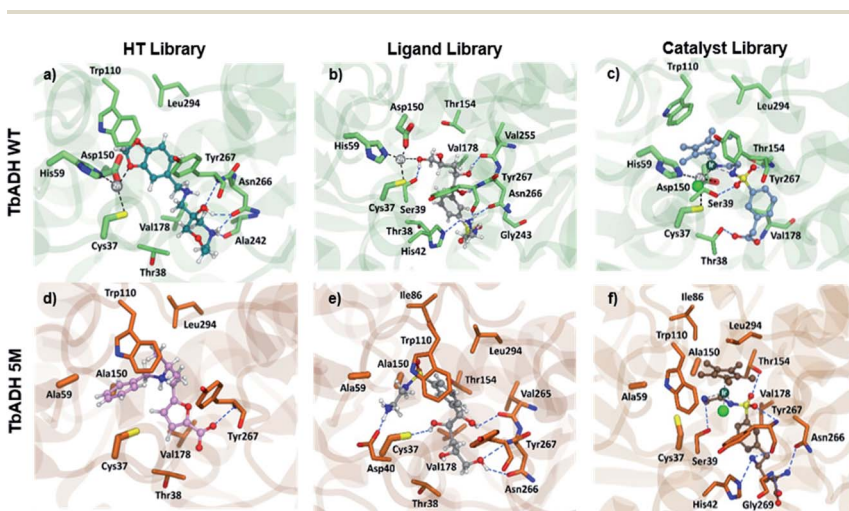 HT Library
Ligand Library
Catalyst Library
TbADH WT
a)
Trp110
Leu294
Asp150
His59
Tyr267
Asn266
Val178
Ala242
Cys37
Thr38
b)
Asp150
Thr154
His59
Val178
Val255
Tyr267
Cys37
Ser39
Asn266
Thr38
Gly243
His42
c)
Trp110
Leu294
His59
Thr154
Asp150
Tyr267
Ser39
Cys37
Val178
Thr38
TbADH 5M
d)
Trp110
Leu294
Ala150
Ala59
Cys37
Val178
Tyr267
Thr38
e)
Ile86
Trp110
Leu294
Ala150
Ala59
Thr154
Val265
Cys37
Tyr267
Asp40
Val178
Asn266
Thr38
f)
Ile86
Trp110
Leu294
Ala150
Thr154
Ala59
Val178
Tyr267
Cys37
Ser39
Asn266
His42
Gly269